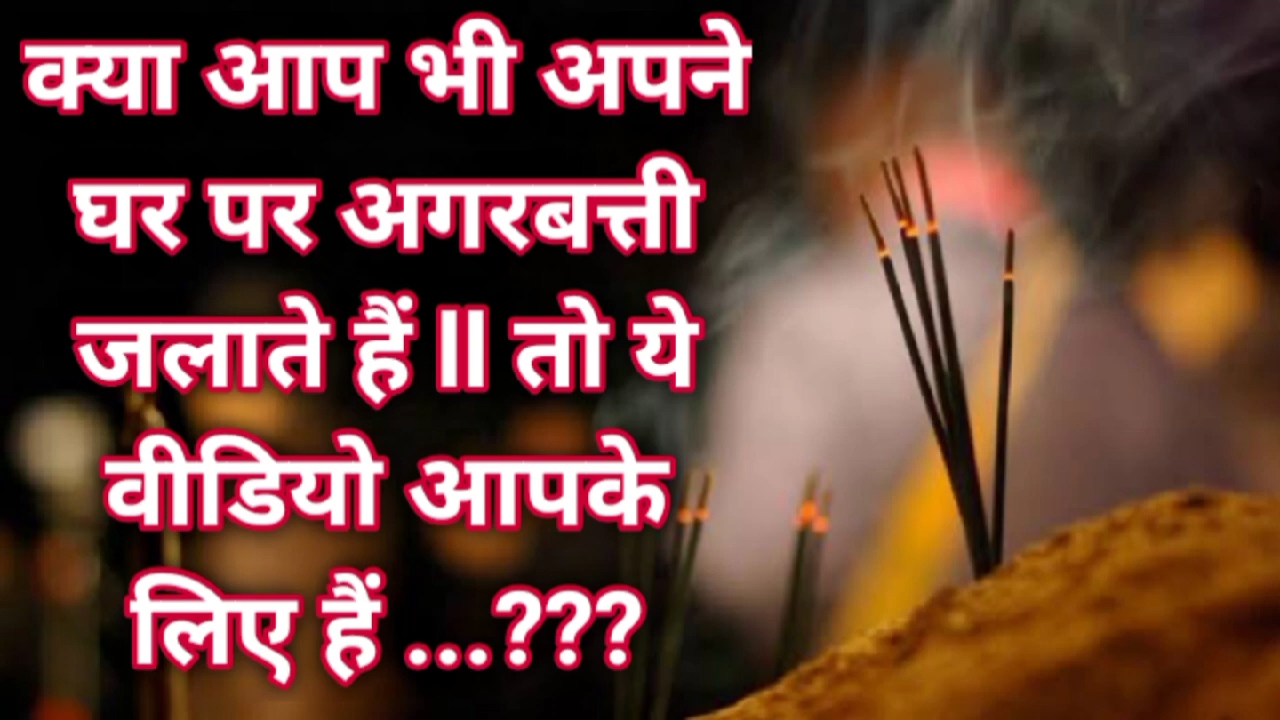 क्या आप भी अपने
घर पर अगरबत्ती
जलाते हैं ll तो ये
वीडियो आपके
लिए हैं ...???